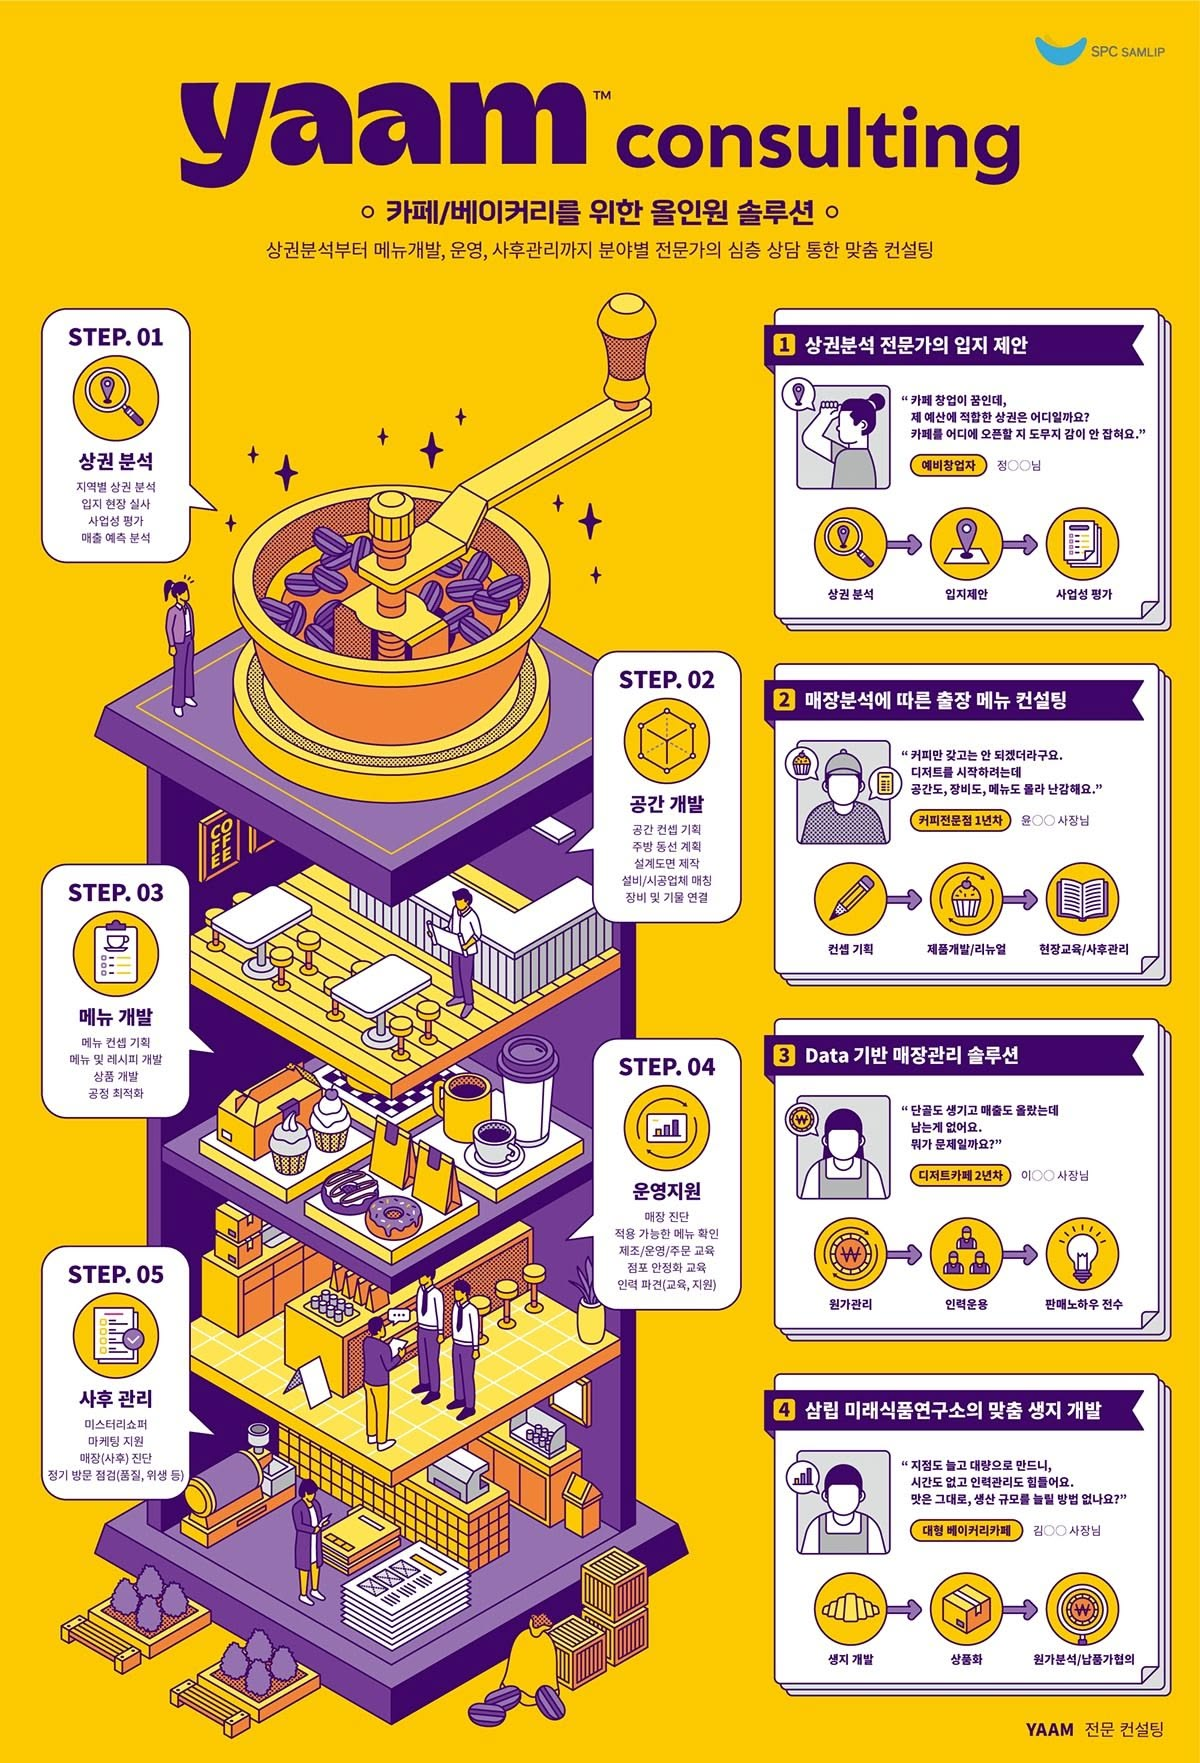 SPC SAMLIP
yaam™ consulting
카페/베이커리를 위한 올인원 솔루션
상권분석부터 메뉴개발, 운영, 사후관리까지 분야별 전문가의 심층 상담 통한 맞춤 컨설팅
STEP. 01
상권 분석
지역별 상권 분석
입지 현장 실사
사업성 평가
매출 예측 분석
STEP. 02
공간 개발
공간 컨셉 기획
주방 동선 계획
설계도면 제작
설비/시공업체 매칭
장비 및 기물 연결
COFFEE
STEP. 03
메뉴 개발
메뉴 컨셉 기획
메뉴 및 레시피 개발
상품 개발
공정 최적화
STEP. 04
운영지원
매장 진단
적용 가능한 메뉴 확인
제조/운영/주문 교육
점포 안정화 교육
인력 파견(교육, 지원)
STEP. 05
사후 관리
미스터리쇼퍼
마케팅 지원
매장(사후) 진단
정기 방문 점검(품질, 위생 등)
1 상권분석 전문가의 입지 제안
“ 카페 창업이 꿈인데,
제 예산에 적합한 상권은 어디일까요?
카페를 어디에 오픈할 지 도무지 감이 안 잡혀요.”
예비창업자 정○○님
상권 분석 입지제안 사업성 평가
2 매장분석에 따른 출장 메뉴 컨설팅
“ 커피만 갖고는 안 되겠더라구요.
디저트를 시작하려는데
공간도, 장비도, 메뉴도 몰라 난감해요.”
커피전문점 1년차 윤○○ 사장님
컨셉 기획 제품개발/리뉴얼 현장교육/사후관리
3 Data 기반 매장관리 솔루션
“ 단골도 생기고 매출도 올랐는데
남는게 없어요.
뭐가 문제일까요?”
디저트카페 2년차 이○○ 사장님
원가관리 인력운용 판매노하우 전수
4 삼립 미래식품연구소의 맞춤 생지 개발
“ 지점도 늘고 대량으로 만드니,
시간도 없고 인력관리도 힘들어요.
맛은 그대로, 생산 규모를 늘릴 방법 없나요?”
대형 베이커리카페 김○○ 사장님
생지 개발 상품화 원가분석/납품가협의
YAAM 전문 컨설팅